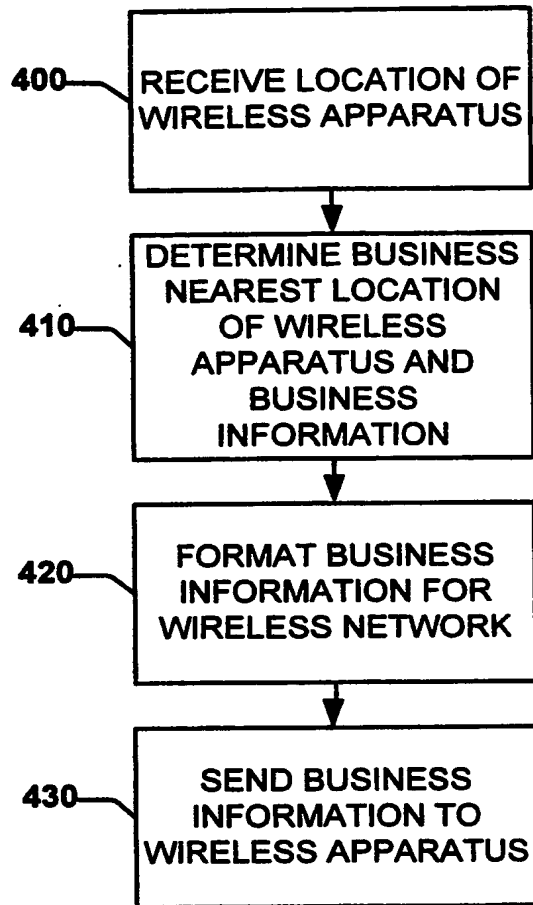 400
RECEIVE LOCATION OF
WIRELESS APPARATUS
410
DETERMINE BUSINESS
NEAREST LOCATION
OF WIRELESS
APPARATUS AND
BUSINESS
INFORMATION
420
FORMAT BUSINESS
INFORMATION FOR
WIRELESS NETWORK
430
SEND BUSINESS
INFORMATION TO
WIRELESS APPARATUS